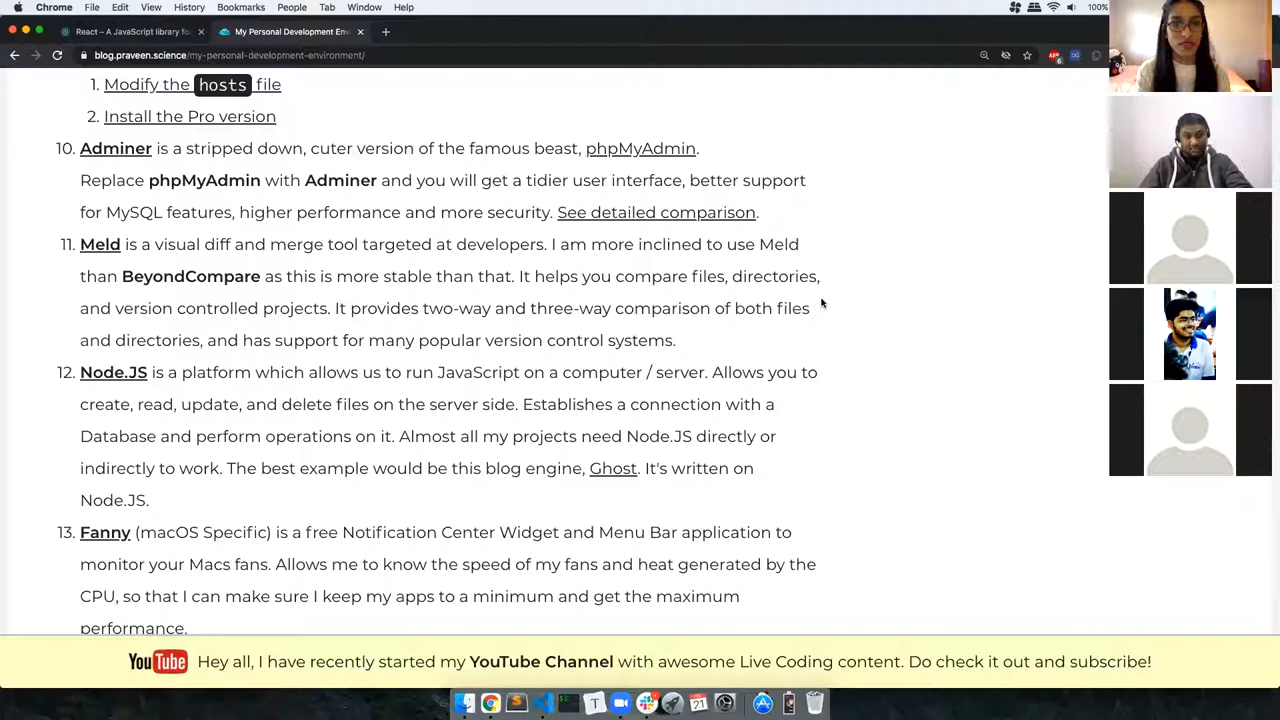 Chrome File Edit View History Bookmarks People Tab Window Help 100%
React – A JavaScript library fo
My Personal Development Env
blog.praveen.science/my-personal-development-environment/
1. Modify the hosts file
2. Install the Pro version
10. Adminer is a stripped down, cuter version of the famous beast, phpMyAdmin.
Replace phpMyAdmin with Adminer and you will get a tidier user interface, better support
for MySQL features, higher performance and more security. See detailed comparison.
11. Meld is a visual diff and merge tool targeted at developers. I am more inclined to use Meld
than BeyondCompare as this is more stable than that. It helps you compare files, directories,
and version controlled projects. It provides two-way and three-way comparison of both files
and directories, and has support for many popular version control systems.
12. Node.JS is a platform which allows us to run JavaScript on a computer / server. Allows you to
create, read, update, and delete files on the server side. Establishes a connection with a
Database and perform operations on it. Almost all my projects need Node.JS directly or
indirectly to work. The best example would be this blog engine, Ghost. It's written on
Node.JS.
13. Fanny (macOS Specific) is a free Notification Center Widget and Menu Bar application to
monitor your Macs fans. Allows me to know the speed of my fans and heat generated by the
CPU, so that I can make sure I keep my apps to a minimum and get the maximum
performance.
YouTube Hey all, I have recently started my YouTube Channel with awesome Live Coding content. Do check it out and subscribe!
21